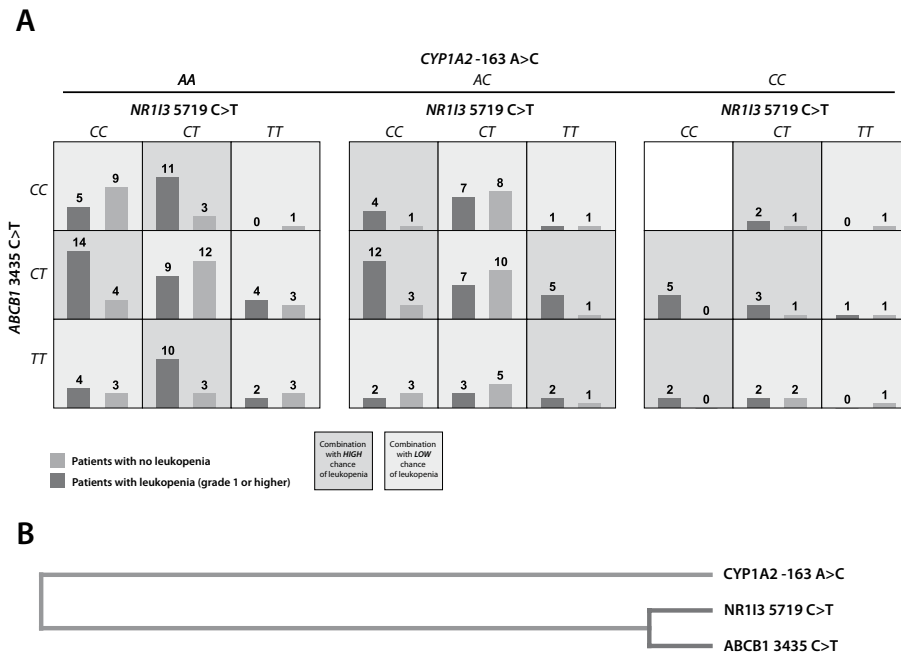 A
CYP1A2 -163 A>C
AA AC CC
NR1I3 5719 C>T NR1I3 5719 C>T NR1I3 5719 C>T
CC CT TT CC CT TT CC CT TT
ABCB1 3435 C>T
CC
5 9 11 3 0 1 4 1 7 8 1 1 2 1 0 1
CT
14 4 9 12 4 3 12 3 7 10 5 1 5 0 3 1 1 1
TT
4 3 10 3 2 3 2 3 3 5 2 1 2 0 2 2 0 1
Patients with no leukopenia
Patients with leukopenia (grade 1 or higher)
Combination
with HIGH
chance
of leukopenia
Combination
with LOW
chance
of leukopenia
B
CYP1A2 -163 A>C
NR1I3 5719 C>T
ABCB1 3435 C>T